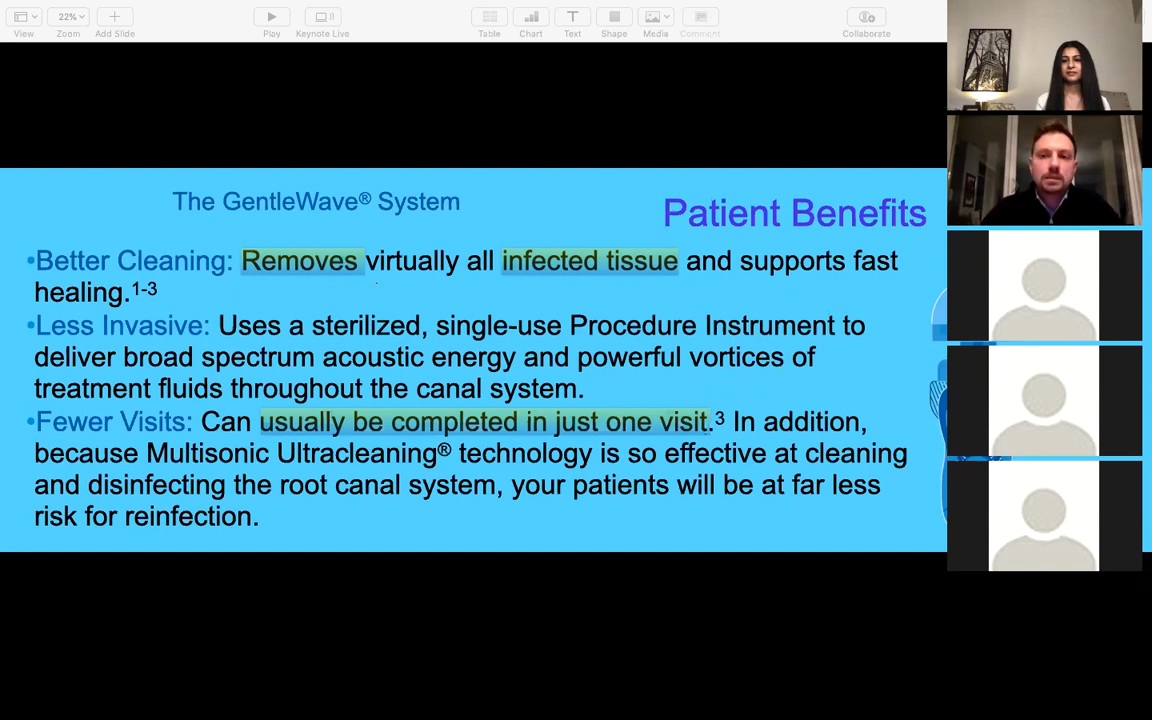 22%
View
Zoom
Add Slide
Play
Keynote Live
Table
Chart
Text
Shape
Media
Comment
Collaborate
The GentleWave® System
Patient Benefits
•Better Cleaning: Removes virtually all infected tissue and supports fast
healing.1-3
•Less Invasive: Uses a sterilized, single-use Procedure Instrument to
deliver broad spectrum acoustic energy and powerful vortices of
treatment fluids throughout the canal system.
•Fewer Visits: Can usually be completed in just one visit.3 In addition,
because Multisonic Ultracleaning® technology is so effective at cleaning
and disinfecting the root canal system, your patients will be at far less
risk for reinfection.